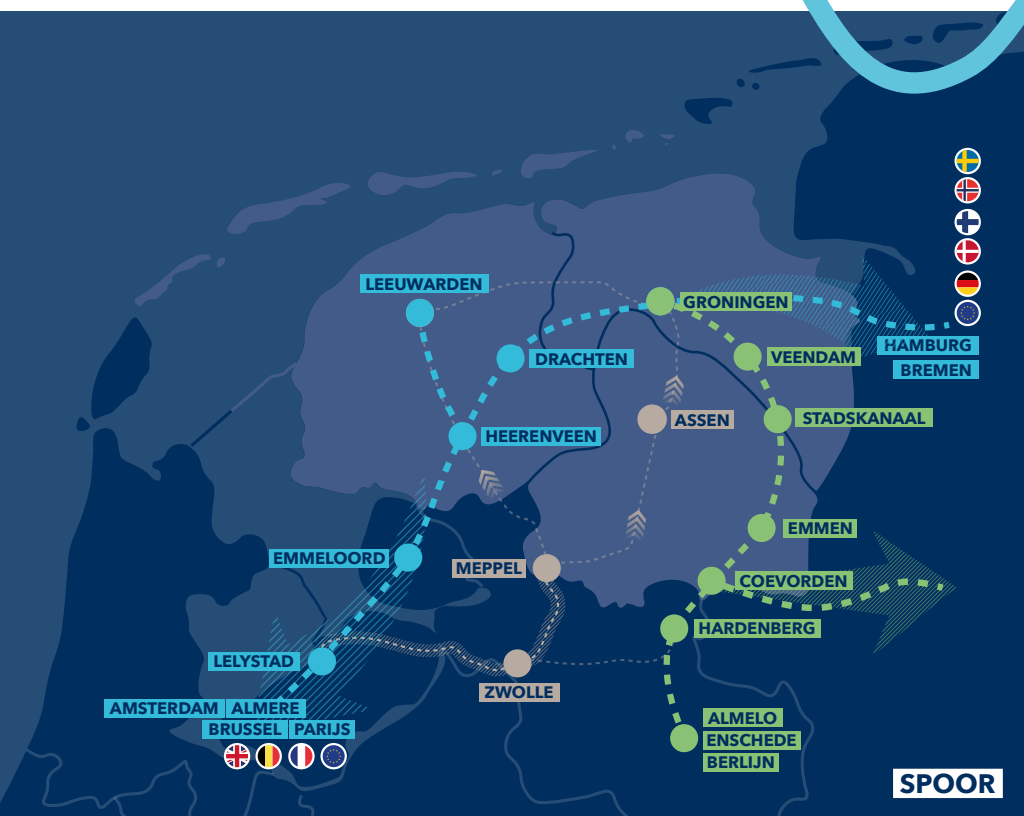 LEEUWARDEN
GRONINGEN
HAMBURG
BREMEN
DRACHTEN
VEENDAM
ASSEN
STADSKANAAL
HEERENVEEN
EMMEN
EMMELOORD
MEPPEL
COEVORDEN
HARDENBERG
LELYSTAD
ZWOLLE
AMSTERDAM ALMERE
BRUSSEL PARIJS
ALMELO
ENSCHEDE
BERLIJN
SPOOR